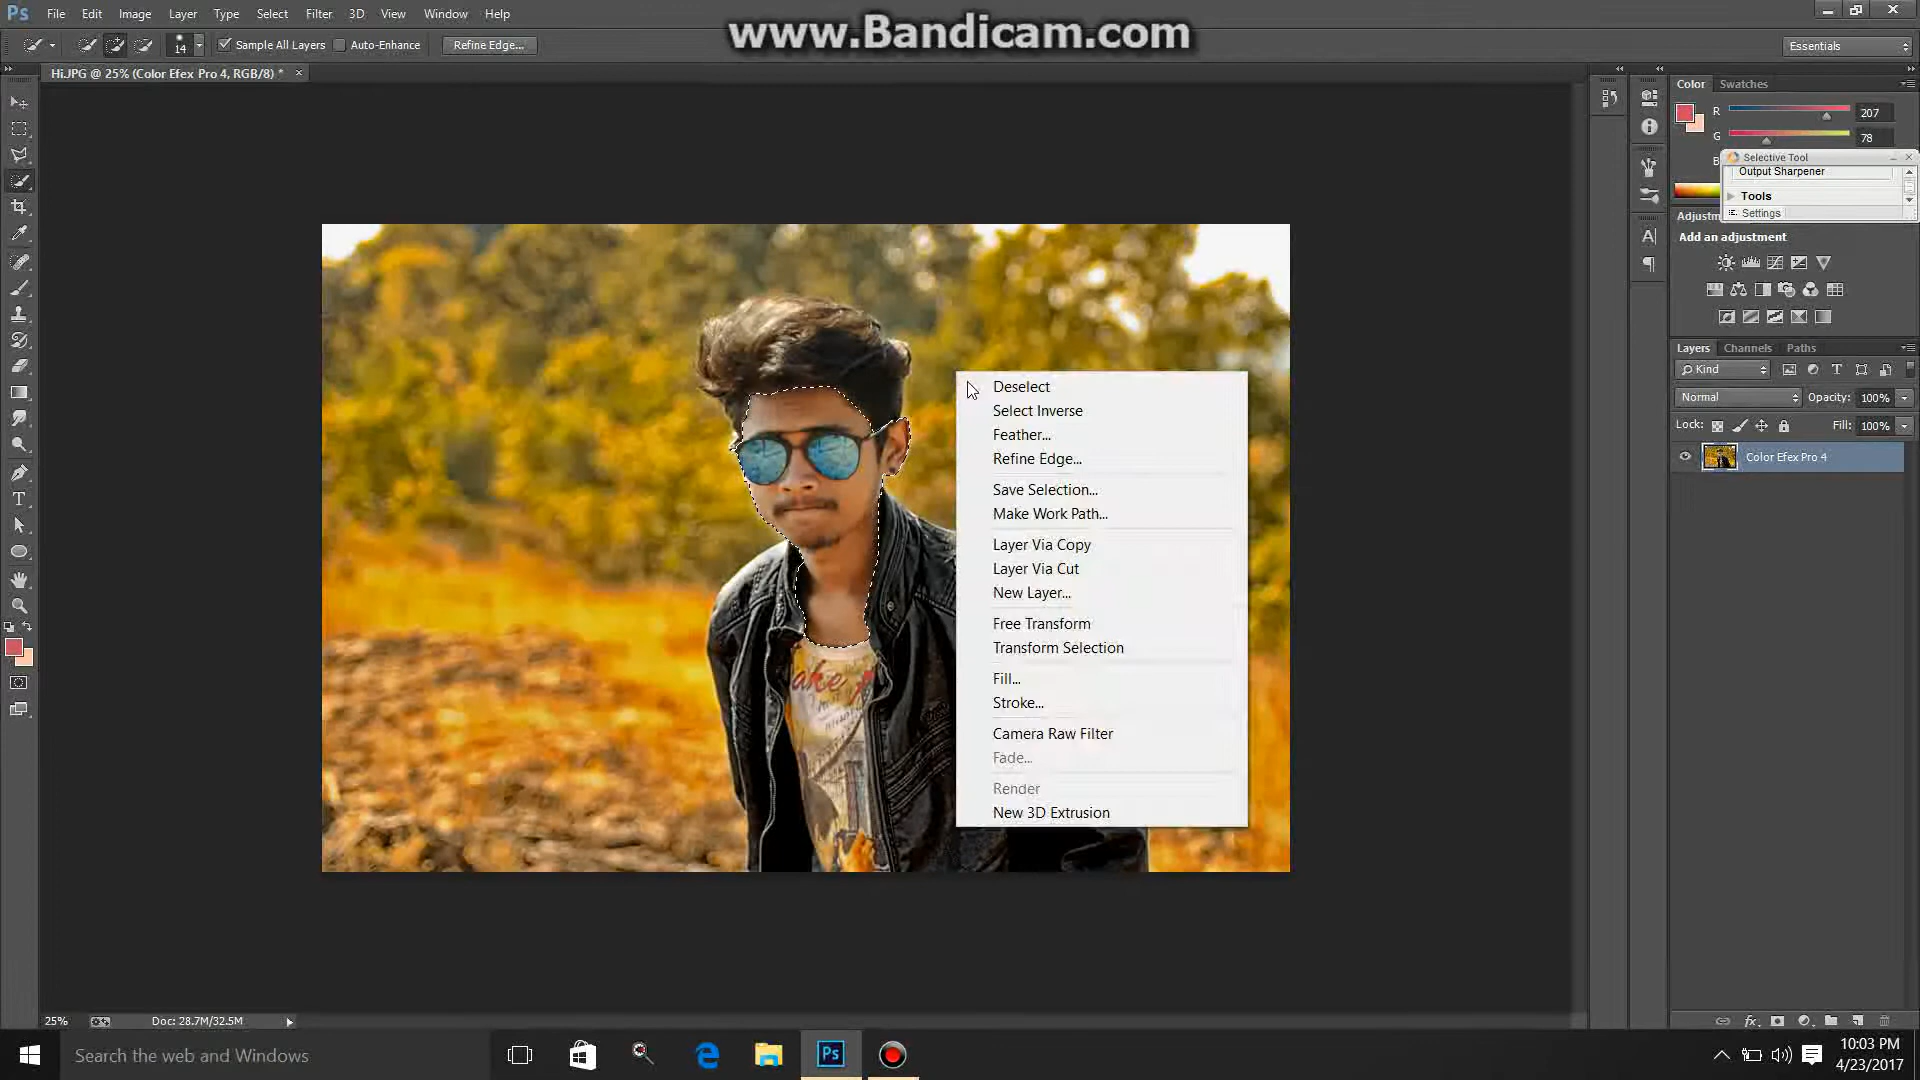 Ps File Edit Image Layer Type Select Filter 3D View Window Help
www.Bandicam.com
14 Sample All Layers Auto-Enhance Refine Edge... Essentials
Hi.JPG @ 25% (Color Efex Pro 4, RGB/8) *
Color Swatches
R 207
G 78
B
Selective Tool
Output Sharpener
Tools
Settings
Adjustm
Add an adjustment
Layers Channels Paths
Kind
Normal Opacity: 100%
Lock: Fill: 100%
Color Efex Pro 4
Deselect
Select Inverse
Feather...
Refine Edge...
Save Selection...
Make Work Path...
Layer Via Copy
Layer Via Cut
New Layer...
Free Transform
Transform Selection
Fill...
Stroke...
Camera Raw Filter
Fade...
Render
New 3D Extrusion
ake
25% Doc: 28.7M/32.5M
Search the web and Windows
Ps
10:03 PM
4/23/2017